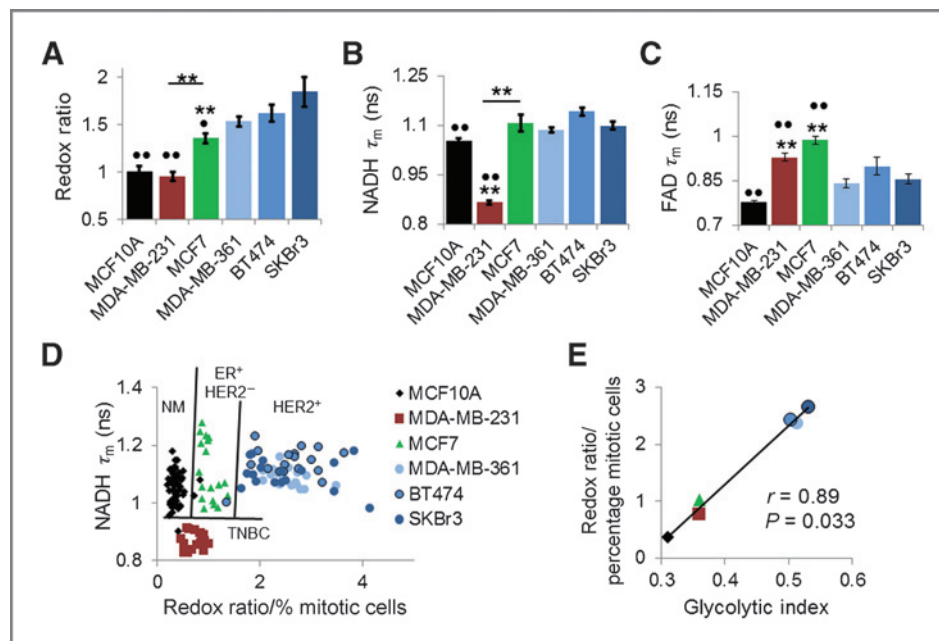 A
Redox ratio
2
1.5
1
0.5
**
••
••
**
•
MCF10A
MDA-MB-231
MCF7
MDA-MB-361
BT474
SKBr3
B
NADH τm (ns)
1.25
1.1
0.95
0.8
**
••
••
**
MCF10A
MDA-MB-231
MCF7
MDA-MB-361
BT474
SKBr3
C
FAD τm (ns)
1.15
1
0.85
0.7
••
••
**
••
**
MCF10A
MDA-MB-231
MCF7
MDA-MB-361
BT474
SKBr3
D
NADH τm (ns)
1.4
1.2
1
0.8
NM
ER+
HER2−
HER2+
TNBC
0
2
4
Redox ratio/% mitotic cells
MCF10A
MDA-MB-231
MCF7
MDA-MB-361
BT474
SKBr3
E
Redox ratio/
percentage mitotic cells
3
2
1
0
r = 0.89
P = 0.033
0.3
0.4
0.5
0.6
Glycolytic index